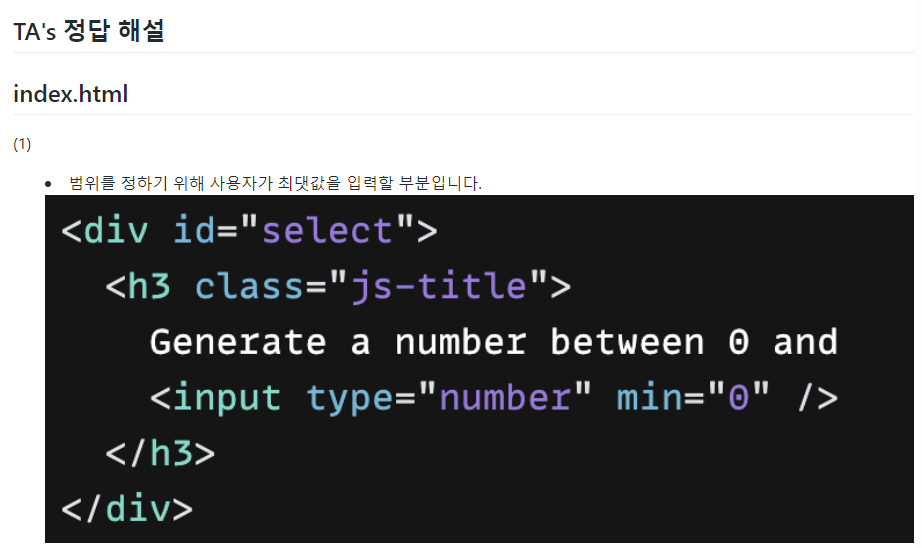 TA's 정답 해설
index.html
(1)
• 범위를 정하기 위해 사용자가 최댓값을 입력할 부분입니다.
<div id="select">
  <h3 class="js-title">
    Generate a number between 0 and
    <input type="number" min="0" />
  </h3>
</div>